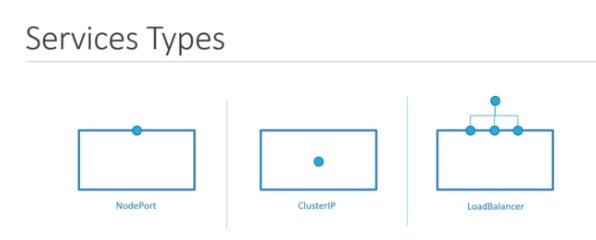 Services Types
NodePort
ClusterIP
LoadBalancer